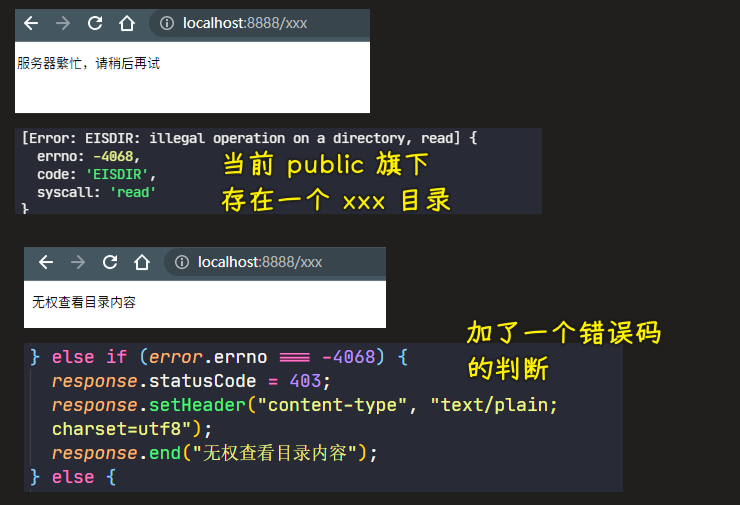 localhost:8888/xxx
服务器繁忙，请稍后再试
[Error: EISDIR: illegal operation on a directory, read] {
errno: -4068,
code: 'EISDIR',
syscall: 'read'
}
当前 public 旗下
存在一个 xxx 目录
localhost:8888/xxx
无权查看目录内容
加了一个错误码
的判断
} else if (error.errno === -4068) {
response.statusCode = 403;
response.setHeader("content-type", "text/plain;
charset=utf8");
response.end("无权查看目录内容");
} else {